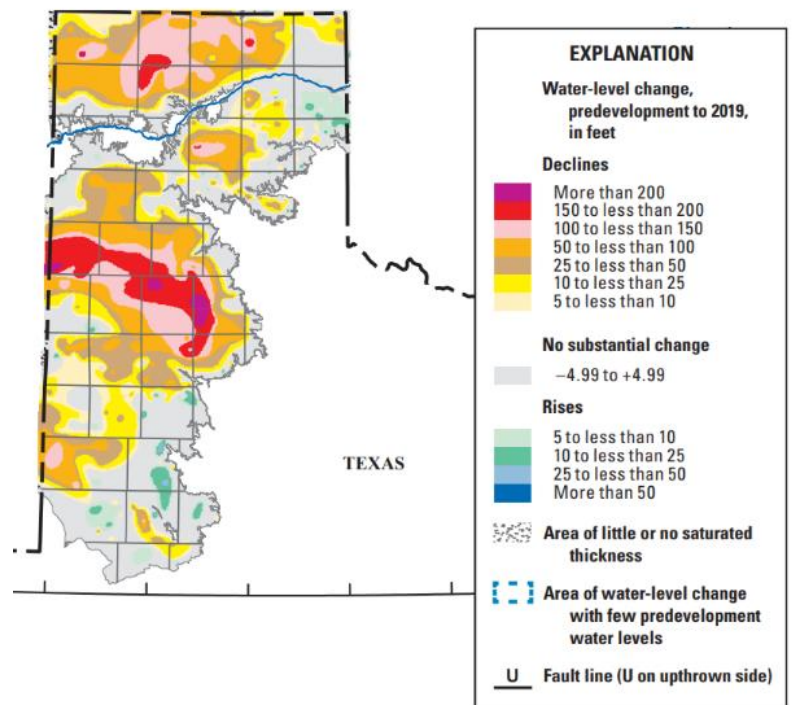 EXPLANATION
Water-level change,
predevelopment to 2019,
in feet
Declines
More than 200
150 to less than 200
100 to less than 150
50 to less than 100
25 to less than 50
10 to less than 25
5 to less than 10
No substantial change
−4.99 to +4.99
Rises
5 to less than 10
10 to less than 25
25 to less than 50
More than 50
TEXAS
Area of little or no saturated
thickness
Area of water-level change
with few predevelopment
water levels
U Fault line (U on upthrown side)